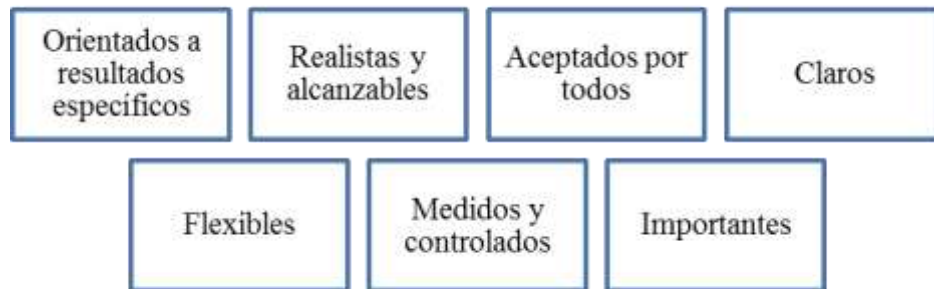 Orientados a
resultados
específicos
Realistas y
alcanzables
Aceptados por
todos
Claros
Flexibles
Medidos y
controlados
Importantes